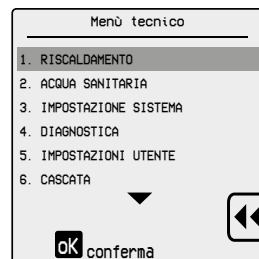 Menù tecnico
1. RISCALDAMENTO
2. ACQUA SANITARIA
3. IMPOSTAZIONE SISTEMA
4. DIAGNOSTICA
5. IMPOSTAZIONI UTENTE
6. CASCATA
oK conferma